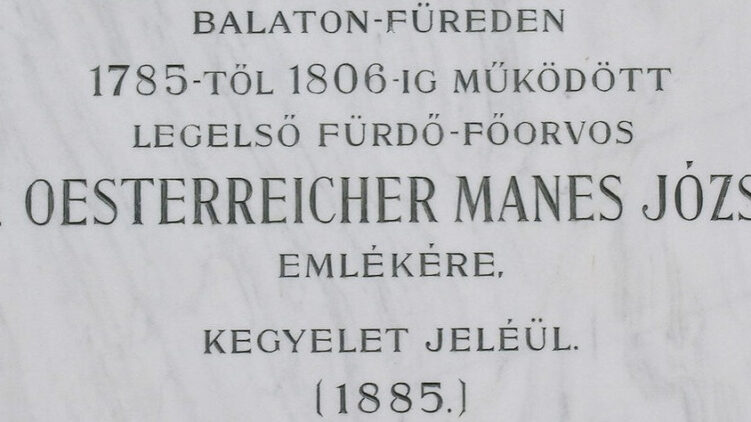 BALATON-FÜREDEN
1785-TŐL 1806-IG MŰKÖDÖTT
LEGELSŐ FÜRDŐ-FŐORVOS
OESTERREICHER MANES JÓZS
EMLÉKÉRE,
KEGYELET JELÉÜL.
(1885.)